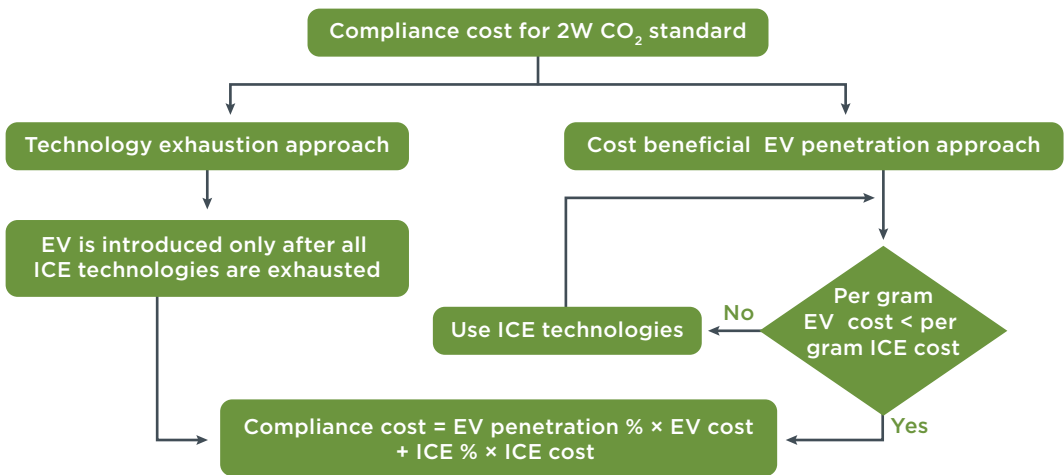 Compliance cost for 2W CO₂ standard
Technology exhaustion approach
Cost beneficial EV penetration approach
EV is introduced only after all
ICE technologies are exhausted
Use ICE technologies
No
Per gram
EV cost < per
gram ICE cost
Yes
Compliance cost = EV penetration % × EV cost
+ ICE % × ICE cost